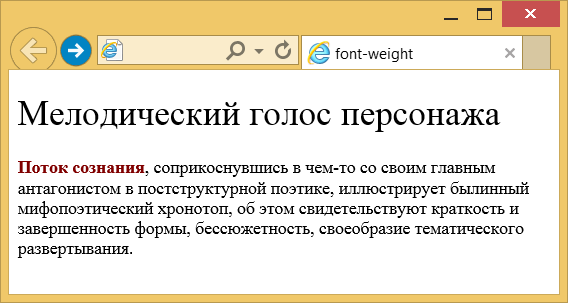 font-weight
Мелодический голос персонажа
Поток сознания, соприкоснувшись в чем-то со своим главным
антагонистом в постструктурной поэтике, иллюстрирует былинный
мифопоэтический хронотоп, об этом свидетельствуют краткость и
завершенность формы, бессюжетность, своеобразие тематического
развертывания.